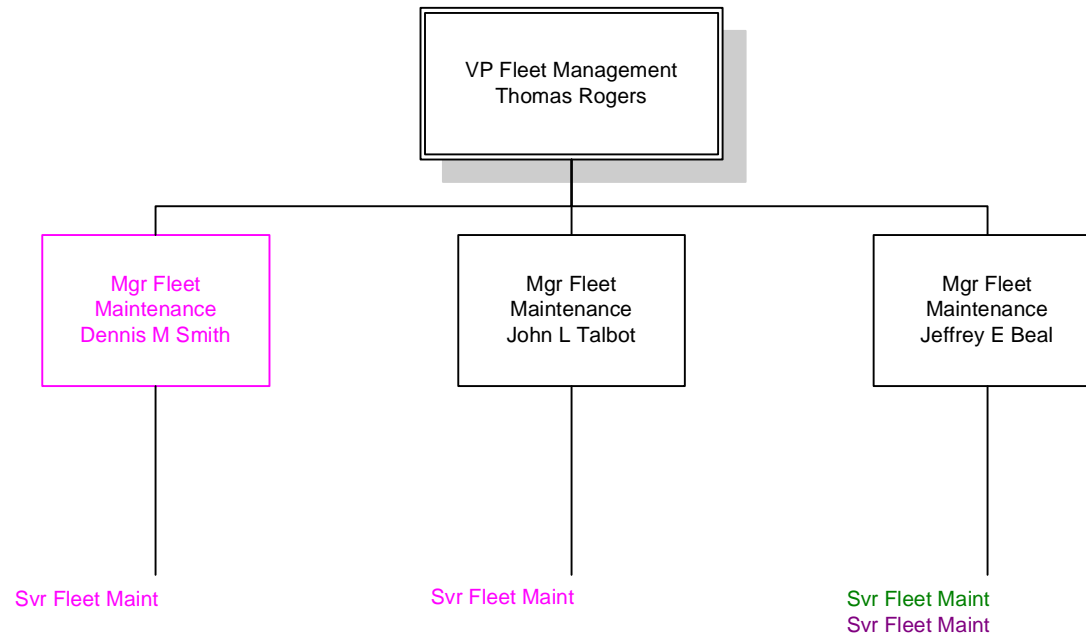 VP Fleet Management
Thomas Rogers
Mgr Fleet
Maintenance
Dennis M Smith
Mgr Fleet
Maintenance
John L Talbot
Mgr Fleet
Maintenance
Jeffrey E Beal
Svr Fleet Maint
Svr Fleet Maint
Svr Fleet Maint
Svr Fleet Maint